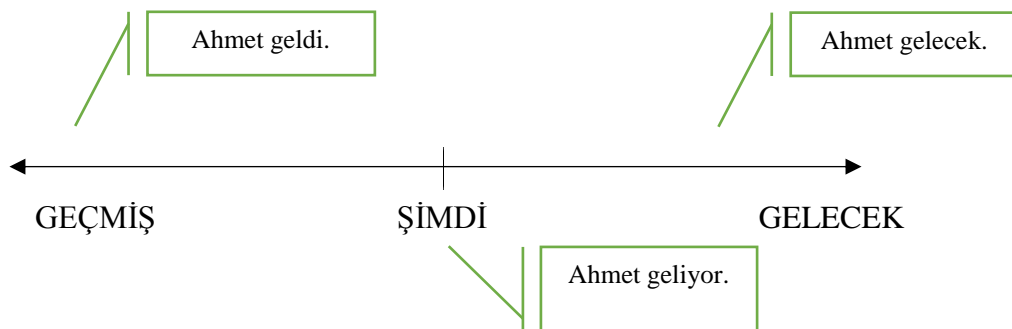 Ahmet geldi.
Ahmet gelecek.
GEÇMİŞ
ŞİMDİ
GELECEK
Ahmet geliyor.